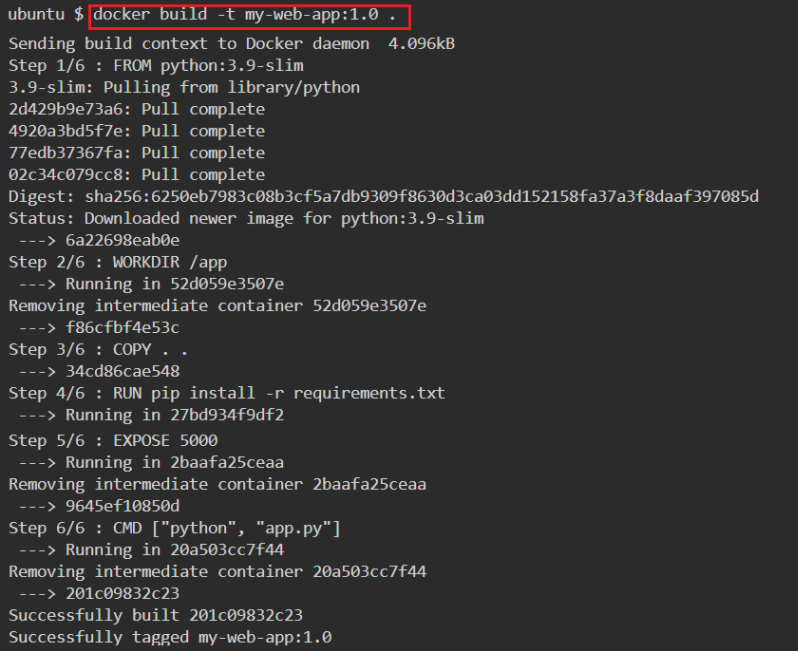 ubuntu $ docker build -t my-web-app:1.0 .
Sending build context to Docker daemon  4.096kB
Step 1/6 : FROM python:3.9-slim
3.9-slim: Pulling from library/python
2d429b9e73a6: Pull complete
4920a3bd5f7e: Pull complete
77edb37367fa: Pull complete
02c34c079cc8: Pull complete
Digest: sha256:6250eb7983c08b3cf5a7db9309f8630d3ca03dd152158fa37a3f8daaf397085d
Status: Downloaded newer image for python:3.9-slim
 ---> 6a22698eab0e
Step 2/6 : WORKDIR /app
 ---> Running in 52d059e3507e
Removing intermediate container 52d059e3507e
 ---> f86cfbf4e53c
Step 3/6 : COPY . .
 ---> 34cd86cae548
Step 4/6 : RUN pip install -r requirements.txt
 ---> Running in 27bd934f9df2
Step 5/6 : EXPOSE 5000
 ---> Running in 2baafa25ceaa
Removing intermediate container 2baafa25ceaa
 ---> 9645ef10850d
Step 6/6 : CMD ["python", "app.py"]
 ---> Running in 20a503cc7f44
Removing intermediate container 20a503cc7f44
 ---> 201c09832c23
Successfully built 201c09832c23
Successfully tagged my-web-app:1.0